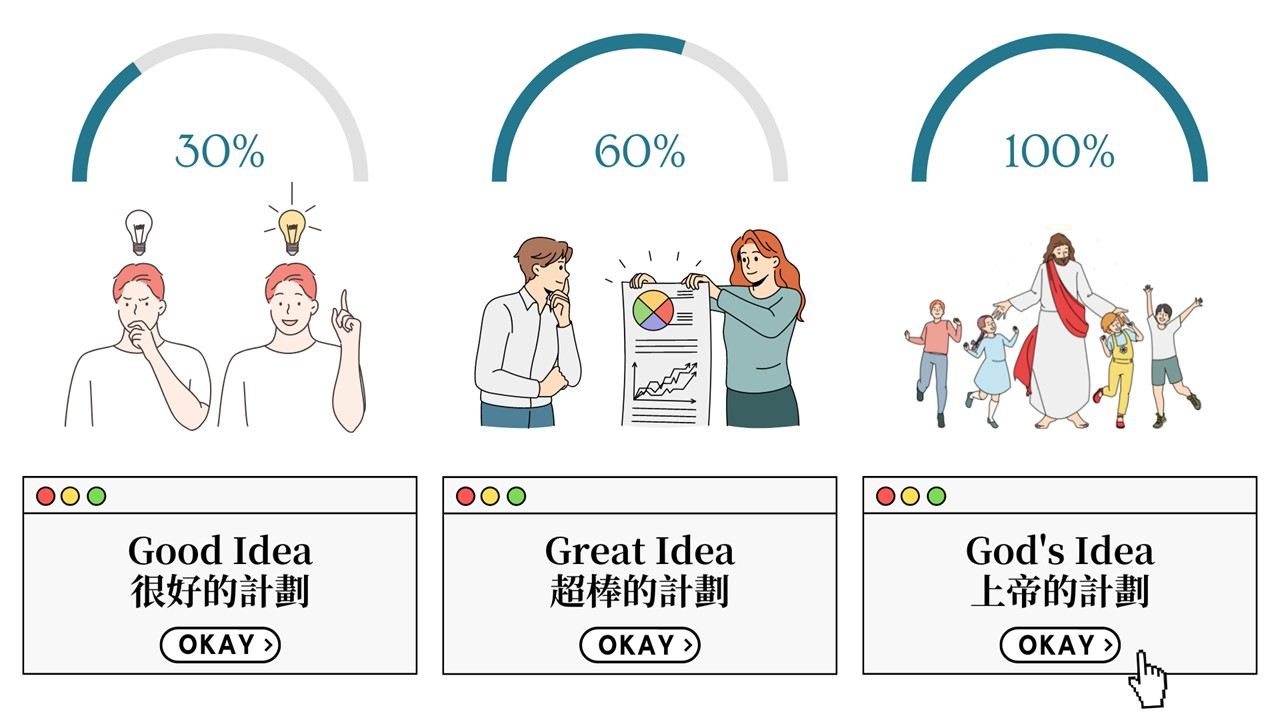 30%
60%
100%
Good Idea
很好的計劃
OKAY >
Great Idea
超棒的計劃
OKAY >
God's Idea
上帝的計劃
OKAY >